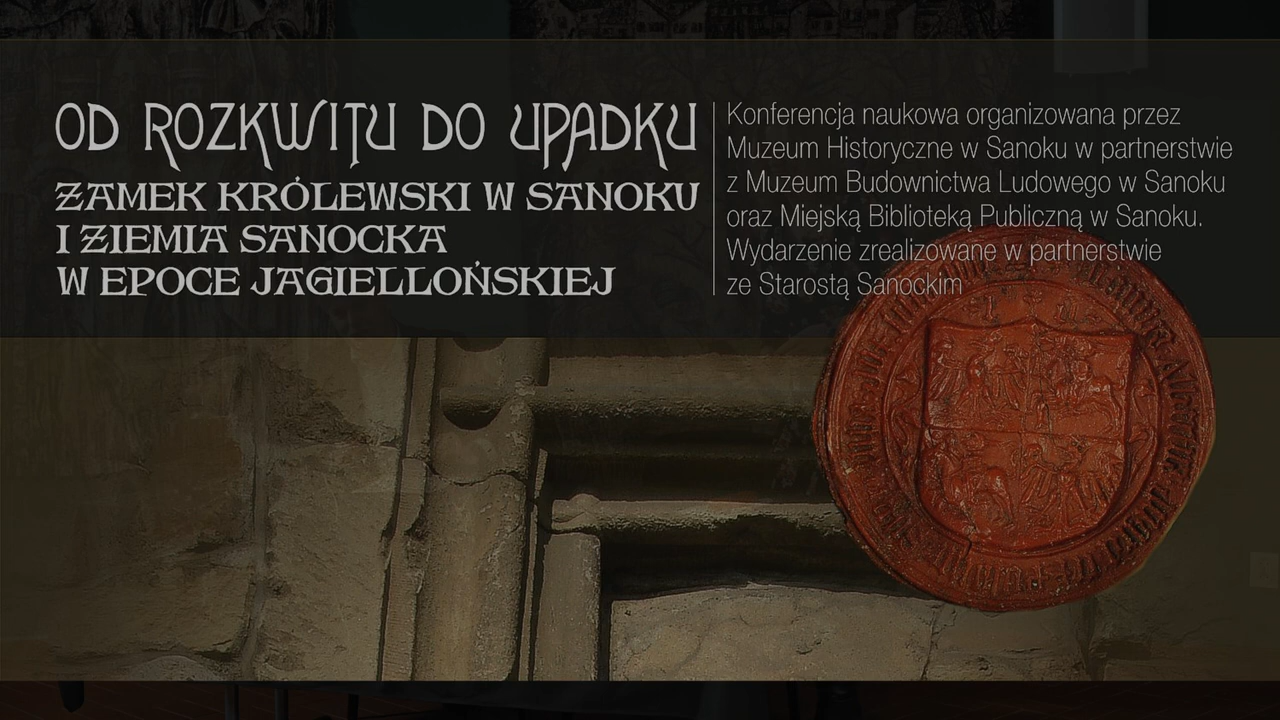 OD ROZKWITU DO UPADKU
ZAMEK KRÓLEWSKI W SANOKU
I ZIEMIA SANOCKA
W EPOCE JAGIELLOŃSKIEJ
Konferencja naukowa organizowana przez
Muzeum Historyczne w Sanoku w partnerstwie
z Muzeum Budownictwa Ludowego w Sanoku
oraz Miejską Biblioteką Publiczną w Sanoku.
Wydarzenie zrealizowane w partnerstwie
ze Starostą Sanockim